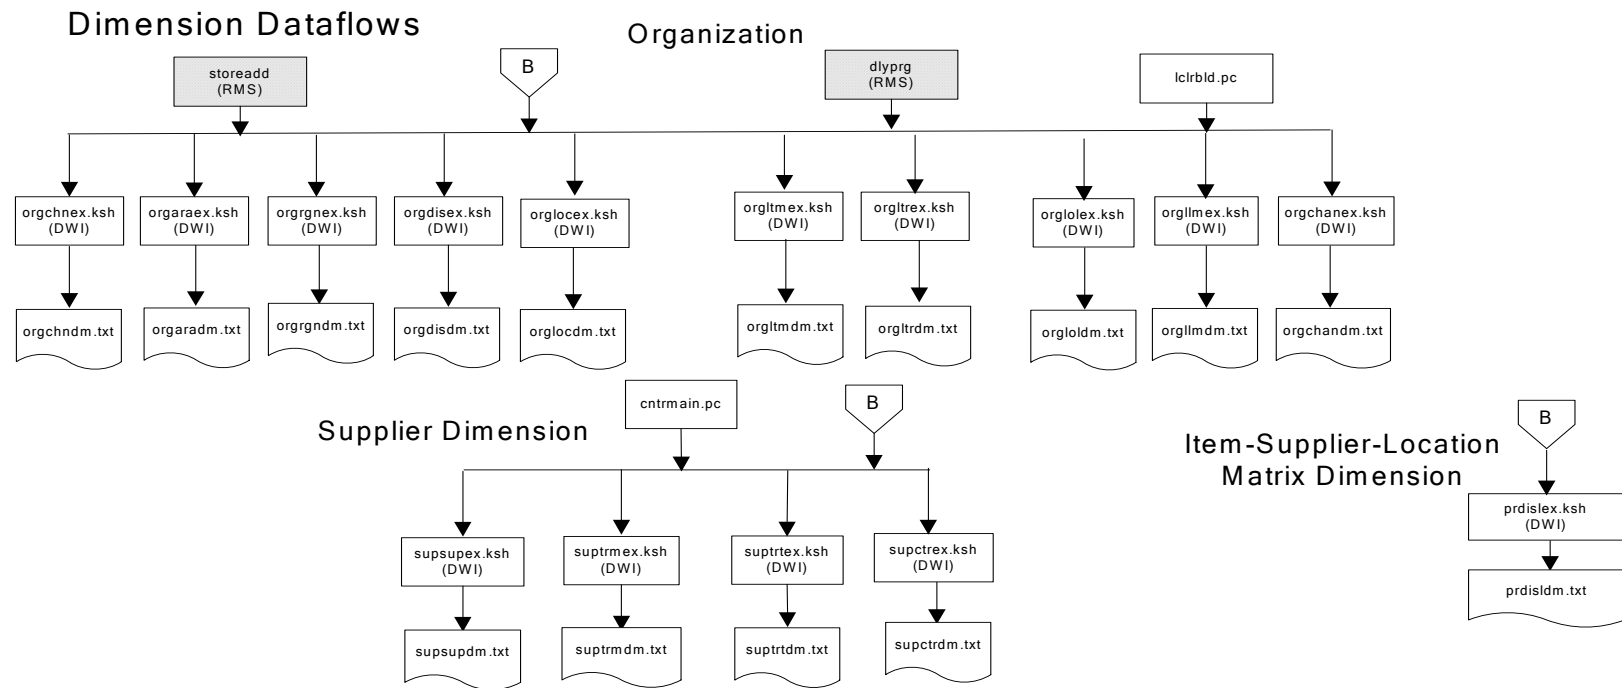 Dimension Dataflows
Organization
storeadd
(RMS)
B
dlyprg
(RMS)
lclrbld.pc
orgchnex.ksh
(DWI)
orgaraex.ksh
(DWI)
orgrgnex.ksh
(DWI)
orgdisex.ksh
(DWI)
orglocex.ksh
(DWI)
orgltmex.ksh
(DWI)
orgltrex.ksh
(DWI)
orglolex.ksh
(DWI)
orgllmex.ksh
(DWI)
orgchanex.ksh
(DWI)
orgchndm.txt
orgaradm.txt
orgrgndm.txt
orgdisdm.txt
orglocdm.txt
orgltmdm.txt
orgltrdm.txt
orgloldm.txt
orgllmdm.txt
orgchandm.txt
Supplier Dimension
cntrmain.pc
B
supsupex.ksh
(DWI)
suptrmex.ksh
(DWI)
suptrtex.ksh
(DWI)
supctrex.ksh
(DWI)
supsupdm.txt
suptrmdm.txt
suptrtdm.txt
supctrdm.txt
Item-Supplier-Location
Matrix Dimension
B
prdislex.ksh
(DWI)
prdisldm.txt